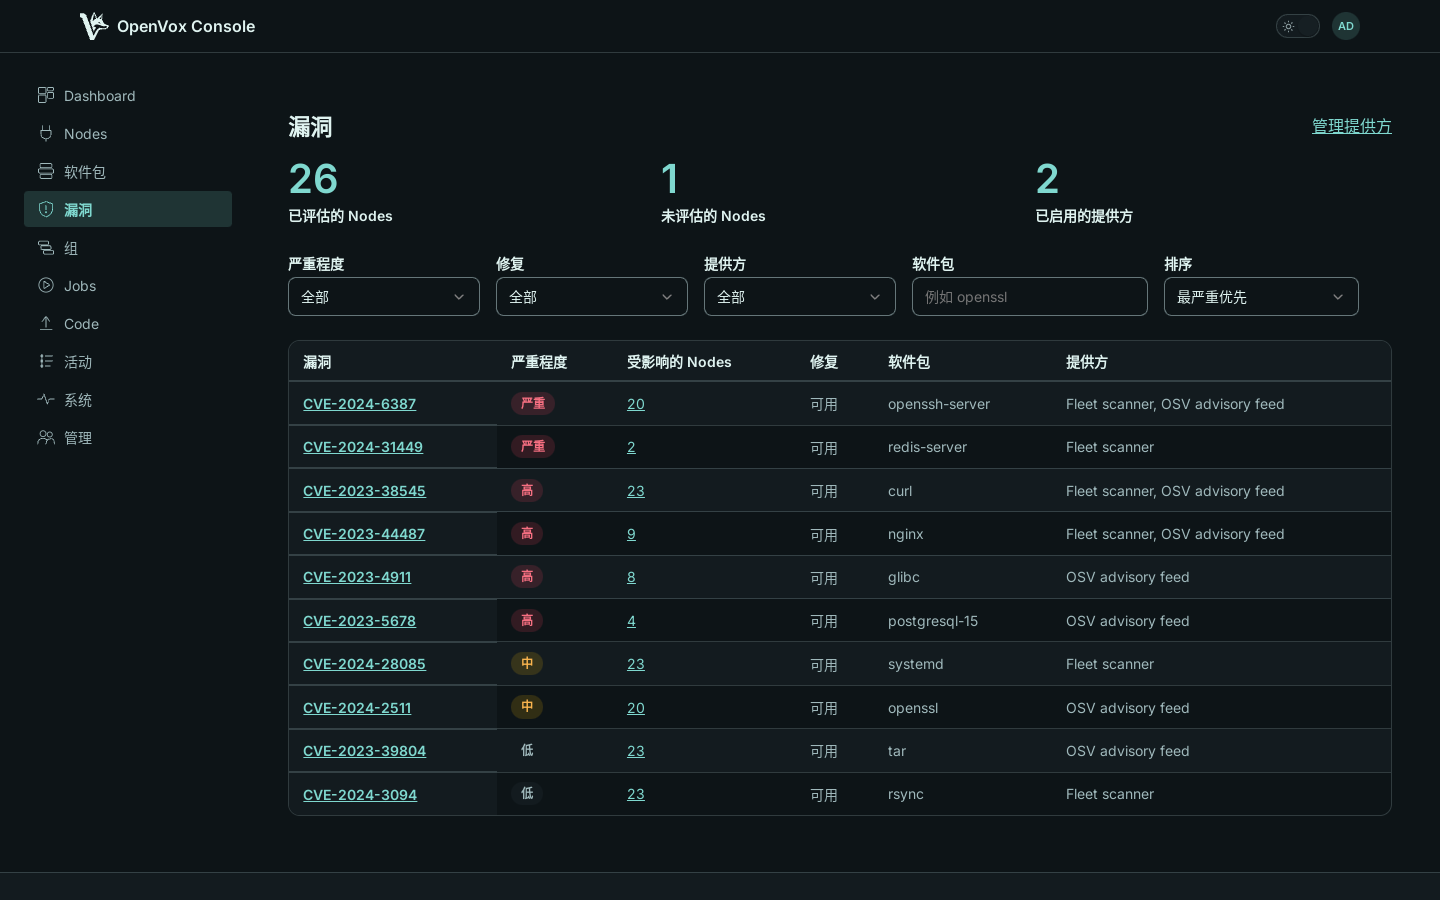 OpenVox Console
AD
Dashboard
Nodes
软件包
漏洞
组
Jobs
Code
活动
系统
管理
漏洞
管理提供方
26
已评估的 Nodes
1
未评估的 Nodes
2
已启用的提供方
严重程度 修复 提供方 软件包 排序
全部 全部 全部 例如 openssl 最严重优先
漏洞 严重程度 受影响的 Nodes 修复 软件包 提供方
CVE-2024-6387 严重 20 可用 openssh-server Fleet scanner, OSV advisory feed
CVE-2024-31449 严重 2 可用 redis-server Fleet scanner
CVE-2023-38545 高 23 可用 curl Fleet scanner, OSV advisory feed
CVE-2023-44487 高 9 可用 nginx Fleet scanner, OSV advisory feed
CVE-2023-4911 高 8 可用 glibc OSV advisory feed
CVE-2023-5678 高 4 可用 postgresql-15 OSV advisory feed
CVE-2024-28085 中 23 可用 systemd Fleet scanner
CVE-2024-2511 中 20 可用 openssl OSV advisory feed
CVE-2023-39804 低 23 可用 tar OSV advisory feed
CVE-2024-3094 低 23 可用 rsync Fleet scanner